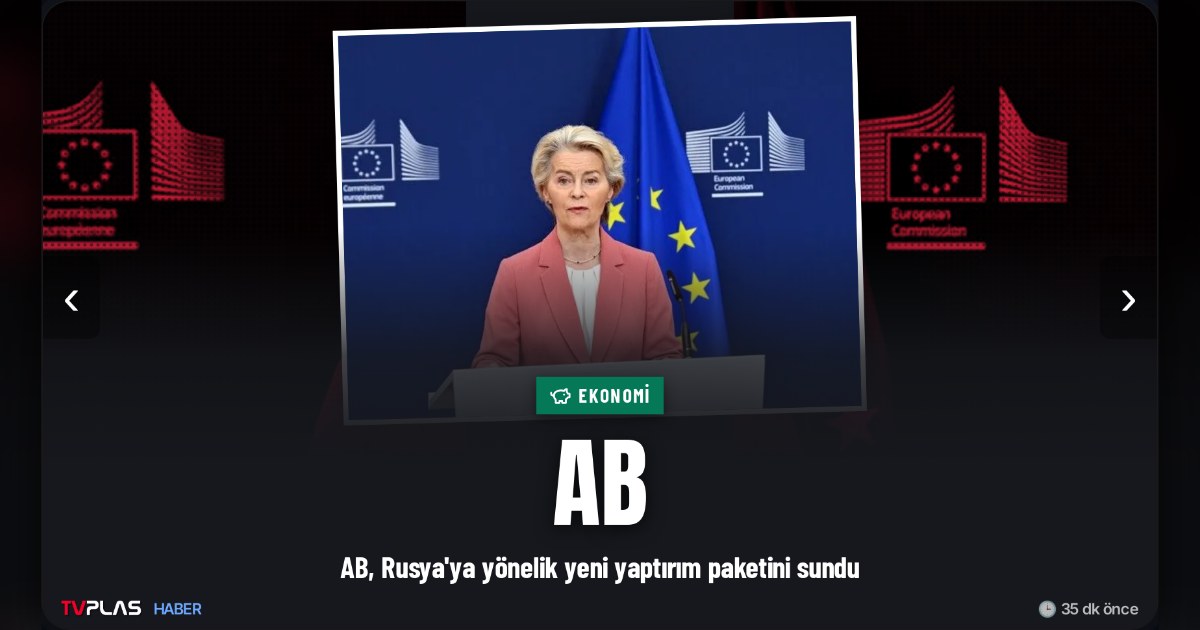 Commission
européenne
European
Commission
Commission
européenne
European
Commission
EKONOMİ
AB
AB, Rusya'ya yönelik yeni yaptırım paketini sundu
TVPLAS HABER
35 dk önce